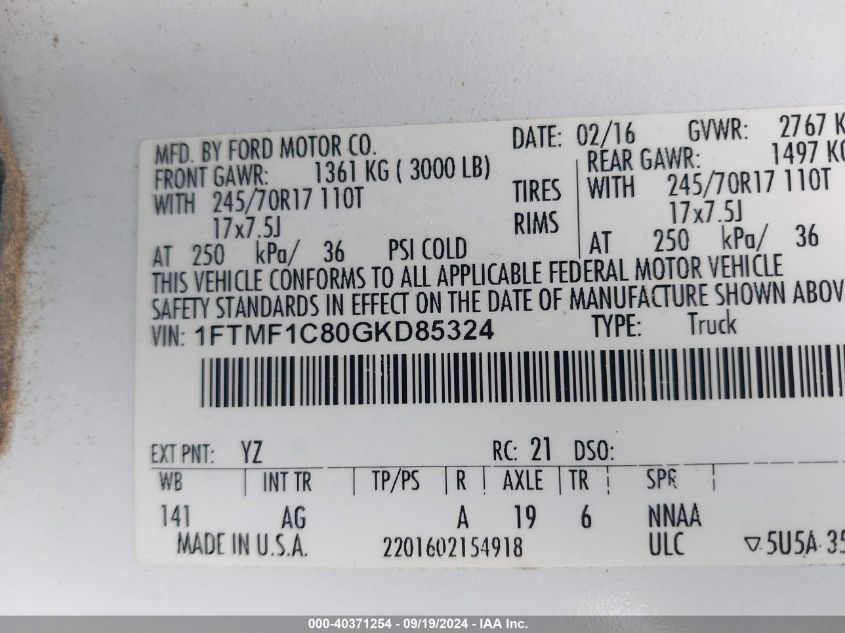 MFD. BY FORD MOTOR CO. DATE: 02/16 GVWR: 2767 K
FRONT GAWR: 1361 KG ( 3000 LB) REAR GAWR: 1497 KG
WITH 245/70R17 110T TIRES WITH 245/70R17 110T
17x7.5J RIMS 17x7.5J
AT 250 kPa/ 36 PSI COLD AT 250 kPa/ 36
THIS VEHICLE CONFORMS TO ALL APPLICABLE FEDERAL MOTOR VEHICLE
SAFETY STANDARDS IN EFFECT ON THE DATE OF MANUFACTURE SHOWN ABOV
VIN: 1FTMF1C80GKD85324 TYPE: Truck
EXT PNT: YZ RC: 21 DSO:
WB INT TR TP/PS R AXLE TR SPR
141 AG A 19 6 NNAA
MADE IN U.S.A. 2201602154918 ULC ▽5U5A 35
000-40371254 - 09/19/2024 - IAA Inc.